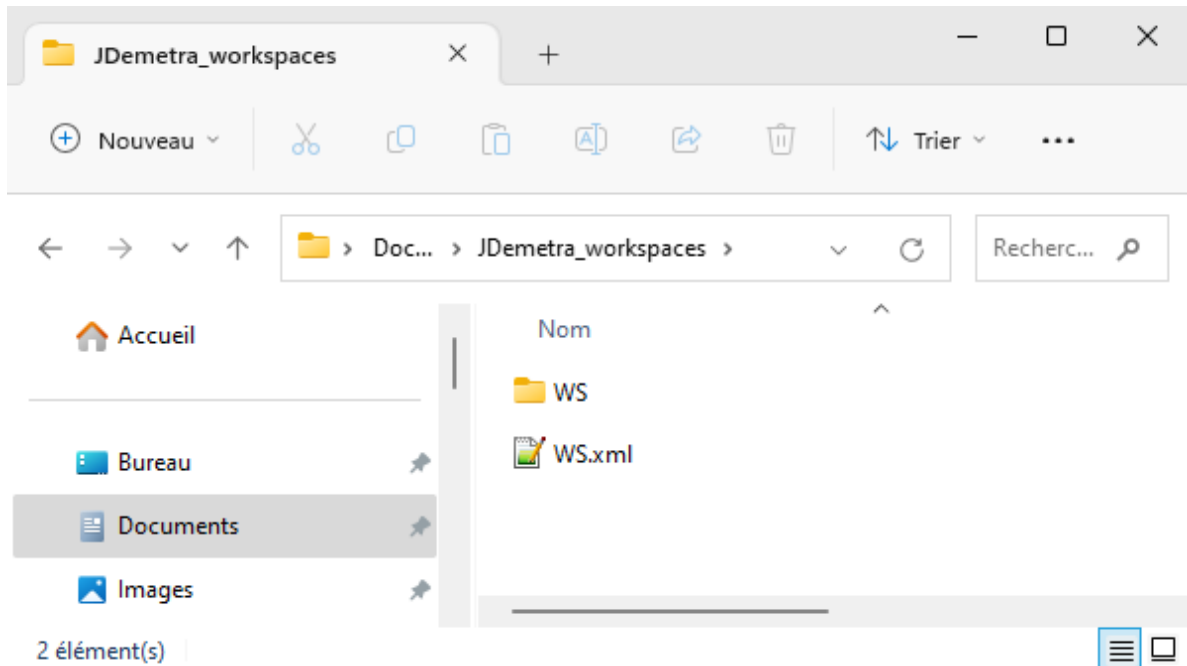 JDemetra_workspaces
Nouveau
Trier
Doc... JDemetra_workspaces
Recherc...
Accueil
Nom
WS
Bureau
WS.xml
Documents
Images
2 élément(s)